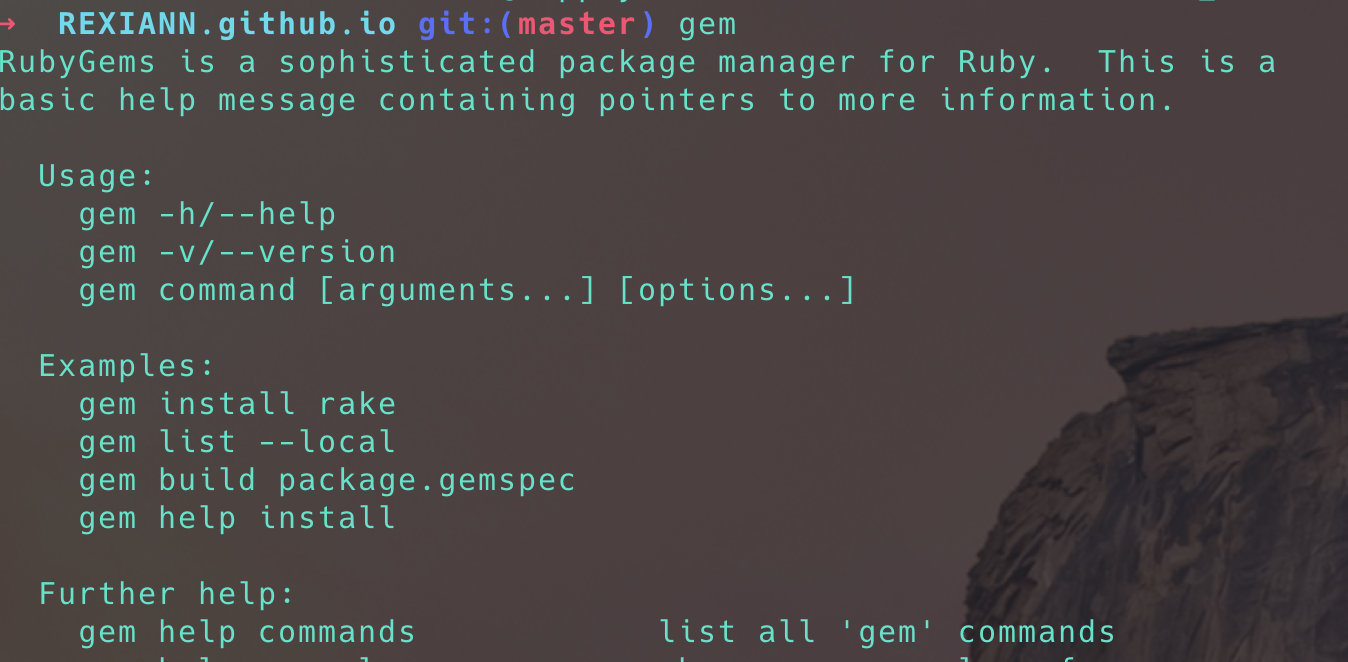 →  REXIANN.github.io git:(master) gem
RubyGems is a sophisticated package manager for Ruby.  This is a
basic help message containing pointers to more information.

  Usage:
    gem -h/--help
    gem -v/--version
    gem command [arguments...] [options...]

  Examples:
    gem install rake
    gem list --local
    gem build package.gemspec
    gem help install

  Further help:
    gem help commands            list all 'gem' commands